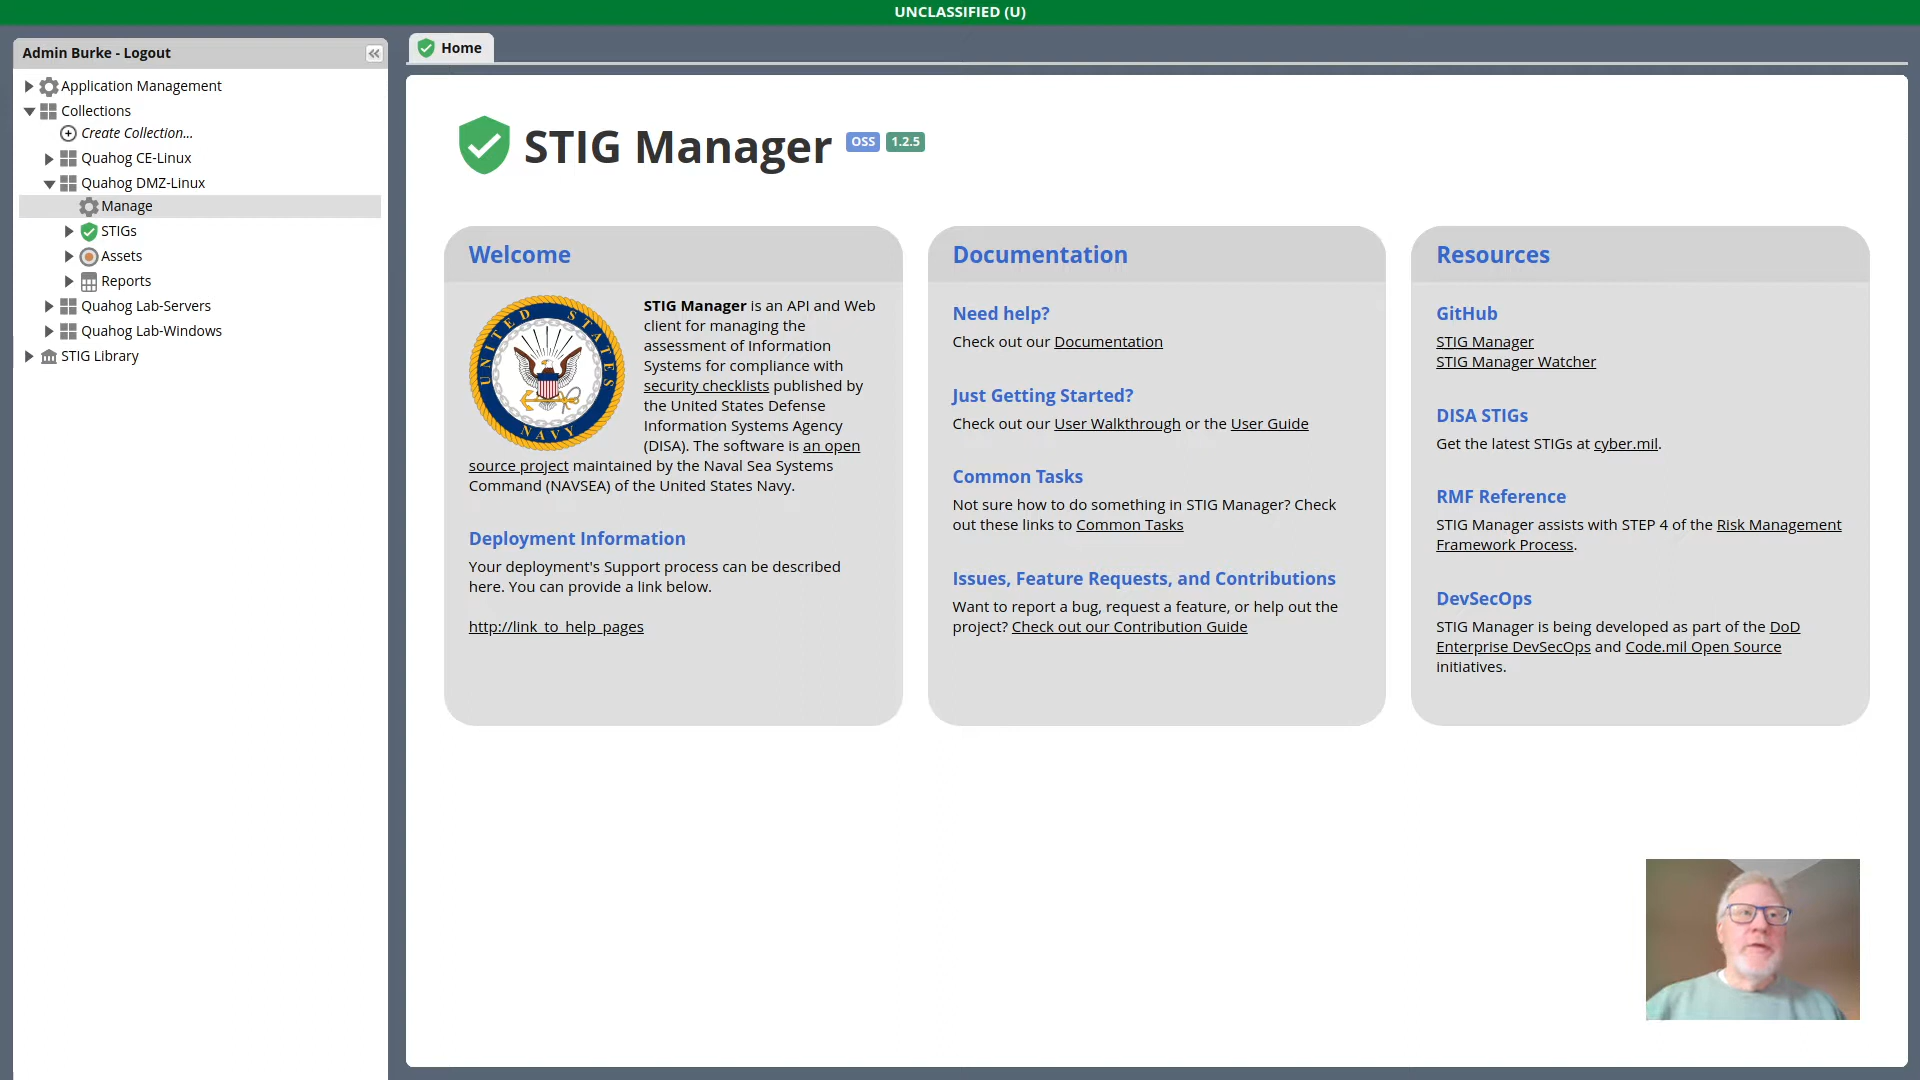 UNCLASSIFIED (U)
Admin Burke - Logout
Application Management
Collections
Create Collection...
Quahog CE-Linux
Quahog DMZ-Linux
Manage
STIGs
Assets
Reports
Quahog Lab-Servers
Quahog Lab-Windows
STIG Library
Home
STIG Manager OSS 1.2.5
Welcome
UNITED STATES NAVY
STIG Manager is an API and Web
client for managing the
assessment of Information
Systems for compliance with
security checklists published by
the United States Defense
Information Systems Agency
(DISA). The software is an open
source project maintained by the Naval Sea Systems
Command (NAVSEA) of the United States Navy.
Deployment Information
Your deployment's Support process can be described
here. You can provide a link below.
http://link_to_help_pages
Documentation
Need help?
Check out our Documentation
Just Getting Started?
Check out our User Walkthrough or the User Guide
Common Tasks
Not sure how to do something in STIG Manager? Check
out these links to Common Tasks
Issues, Feature Requests, and Contributions
Want to report a bug, request a feature, or help out the
project? Check out our Contribution Guide
Resources
GitHub
STIG Manager
STIG Manager Watcher
DISA STIGs
Get the latest STIGs at cyber.mil.
RMF Reference
STIG Manager assists with STEP 4 of the Risk Management
Framework Process.
DevSecOps
STIG Manager is being developed as part of the DoD
Enterprise DevSecOps and Code.mil Open Source
initiatives.